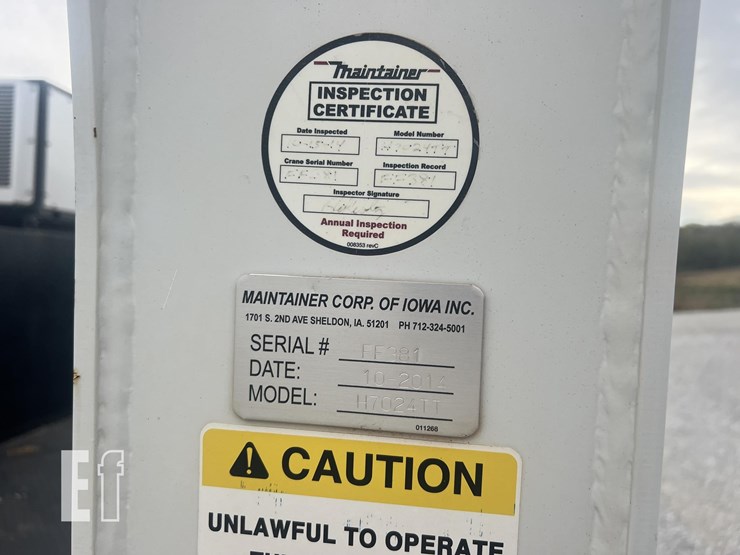 Maintainer
INSPECTION
CERTIFICATE
Date Inspected Model Number
Crane Serial Number Inspection Record
Inspector Signature
Annual Inspection
Required
008353 revC
MAINTAINER CORP. OF IOWA INC.
1701 S. 2ND AVE SHELDON, IA. 51201 PH 712-324-5001
SERIAL #
DATE:
MODEL: H7024TT
011266
CAUTION
UNLAWFUL TO OPERATE
Ef